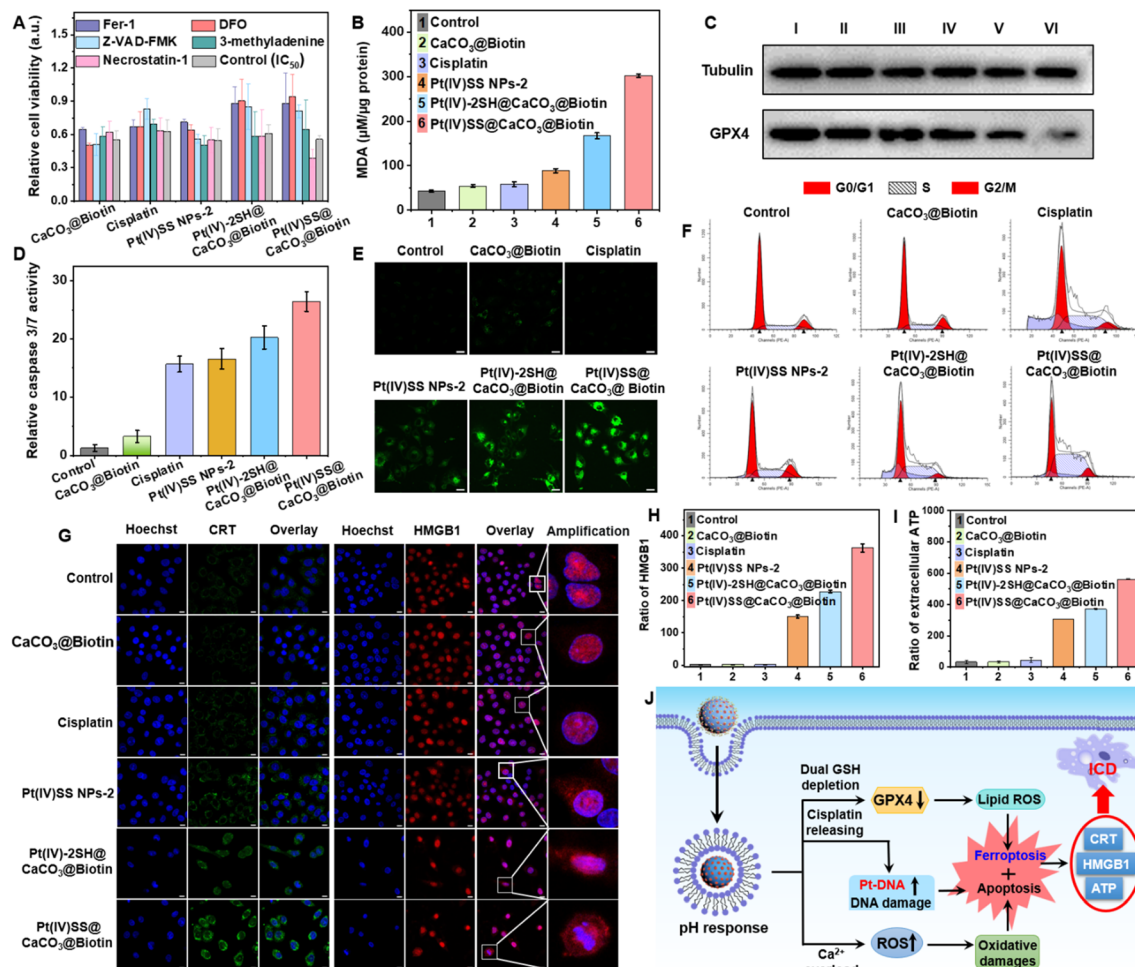 A
Fer-1
DFO
Z-VAD-FMK
3-methyladenine
Necrostatin-1
Control (IC50)
Relative cell viability (a.u.)
1.5
1.2
0.9
0.6
0.3
0.0
CaCO3@Biotin
Cisplatin
Pt(IV)SS NPs-2
Pt(IV)-2SH@
CaCO3@Biotin
Pt(IV)SS@
CaCO3@Biotin
B
1 Control
2 CaCO3@Biotin
3 Cisplatin
4 Pt(IV)SS NPs-2
5 Pt(IV)-2SH@CaCO3@Biotin
6 Pt(IV)SS@CaCO3@Biotin
MDA (μM/μg protein)
400
300
200
100
0
1 2 3 4 5 6
C
I II III IV V VI
Tubulin
GPX4
D
Relative caspase 3/7 activity
30
20
10
0
Control
CaCO3@Biotin
Cisplatin
Pt(IV)SS NPs-2
Pt(IV)-2SH@
CaCO3@Biotin
Pt(IV)SS@
CaCO3@Biotin
E
Control CaCO3@Biotin Cisplatin
Pt(IV)SS NPs-2
Pt(IV)-2SH@
CaCO3@Biotin
Pt(IV)SS@
CaCO3@ Biotin
G0/G1 S G2/M
F
Control CaCO3@Biotin Cisplatin
Pt(IV)SS NPs-2
Pt(IV)-2SH@
CaCO3@Biotin
Pt(IV)SS@
CaCO3@Biotin
G
Hoechst CRT Overlay Hoechst HMGB1 Overlay Amplification
Control
CaCO3@Biotin
Cisplatin
Pt(IV)SS NPs-2
Pt(IV)-2SH@
CaCO3@Biotin
Pt(IV)SS@
CaCO3@Biotin
H
1 Control
2 CaCO3@Biotin
3 Cisplatin
4 Pt(IV)SS NPs-2
5 Pt(IV)-2SH@CaCO3@Biotin
6 Pt(IV)SS@CaCO3@Biotin
Ratio of HMGB1
400
300
200
100
0
1 2 3 4 5 6
I
1 Control
2 CaCO3@Biotin
3 Cisplatin
4 Pt(IV)SS NPs-2
5 Pt(IV)-2SH@CaCO3@Biotin
6 Pt(IV)SS@CaCO3@Biotin
Ratio of extracellular ATP
1000
800
600
400
200
0
1 2 3 4 5 6
J
ICD
Dual GSH
depletion
GPX4
Lipid ROS
Cisplatin
releasing
CRT
HMGB1
ATP
Ferroptosis
+
Apoptosis
Pt-DNA
DNA damage
pH response
ROS
Oxidative
damages
Ca2+